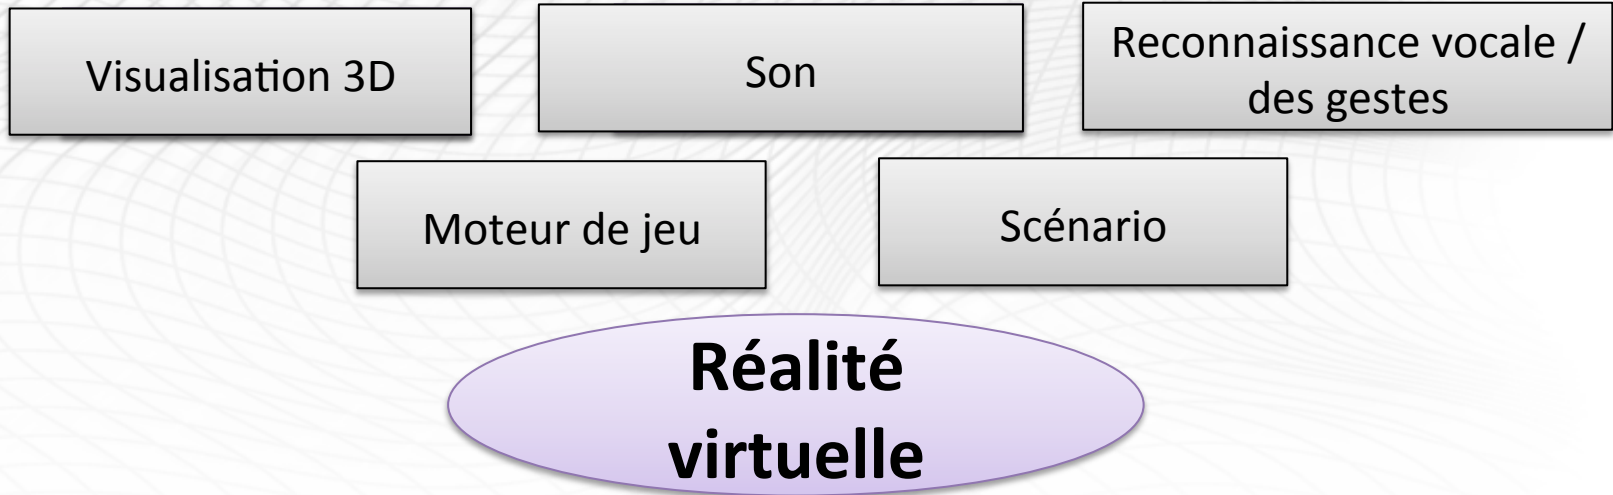 Visualisation 3D
Son
Reconnaissance vocale /
des gestes
Moteur de jeu
Scénario
Réalité
virtuelle